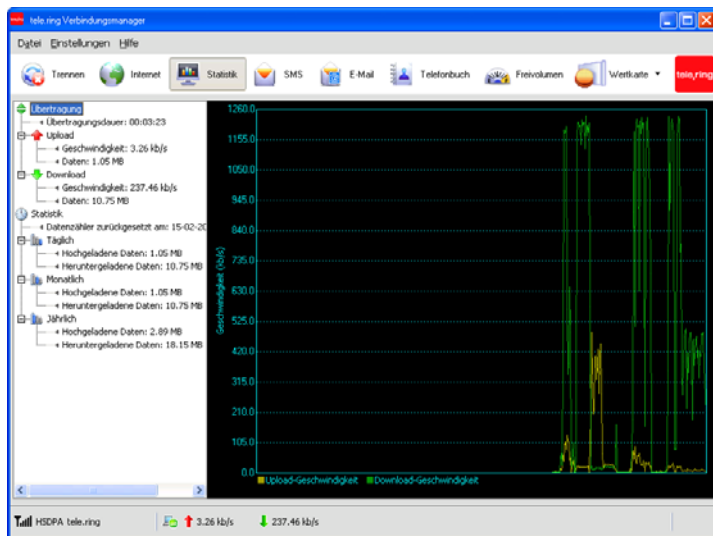 tele.ring Verbindungsmanager
Datei Einstellungen Hilfe
Trennen Internet Statistik SMS E-Mail Telefonbuch Freivolumen Wertkarte tele.ring
Übertragung
Übertragungsdauer: 00:03:23
Upload
Geschwindigkeit: 3.26 kb/s
Daten: 1.05 MB
Download
Geschwindigkeit: 237.46 kb/s
Daten: 10.75 MB
Statistik
Datenzähler zurückgesetzt am: 15-02-20
Täglich
Hochgeladene Daten: 1.05 MB
Heruntergeladene Daten: 10.75 MB
Monatlich
Hochgeladene Daten: 1.05 MB
Heruntergeladene Daten: 10.75 MB
Jährlich
Hochgeladene Daten: 2.89 MB
Heruntergeladene Daten: 18.15 MB
Geschwindigkeit (kb/s)
1260.0
1155.0
1050.0
945.0
840.0
735.0
630.0
525.0
420.0
315.0
210.0
105.0
0.0
Upload-Geschwindigkeit Download-Geschwindigkeit
HSDPA tele.ring 3.26 kb/s 237.46 kb/s